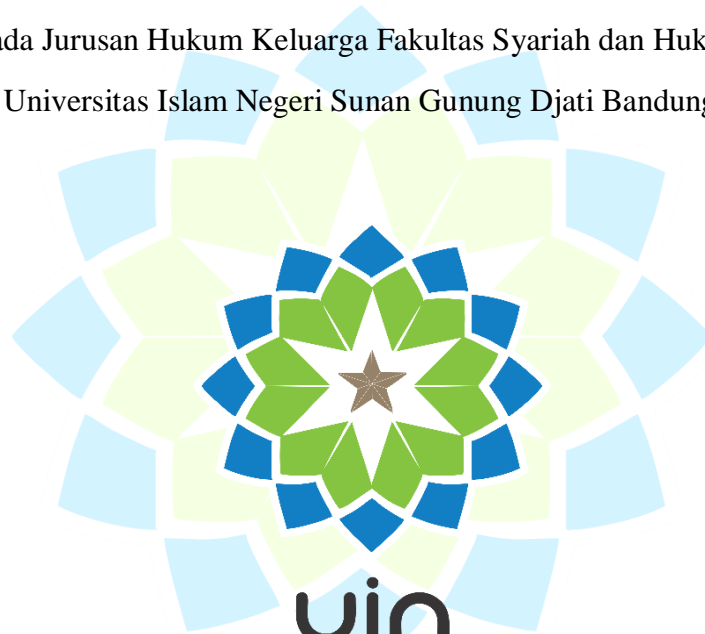 ada Jurusan Hukum Keluarga Fakultas Syariah dan Huk
Universitas Islam Negeri Sunan Gunung Djati Bandung
uin